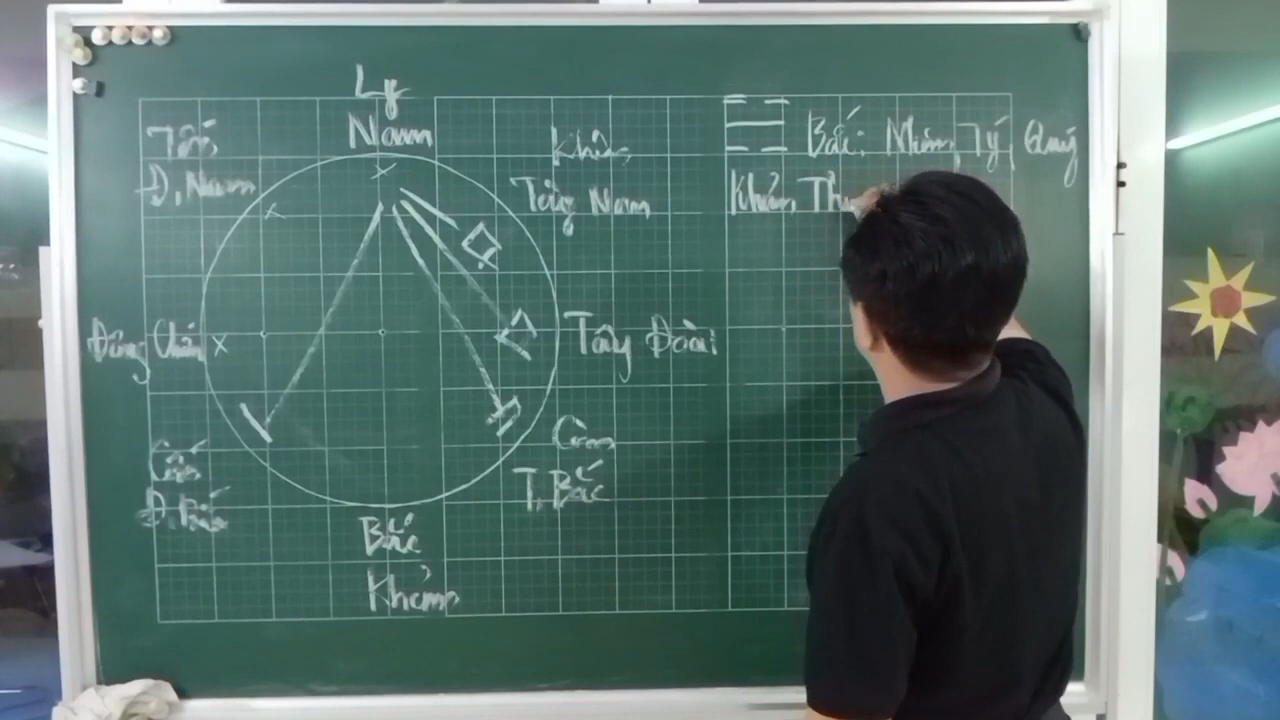 Ly
Nam
Tốn
Đ. Nam
Khôn
Tây Nam
Đông Chấn
Tây Đoài
Cấn
Đ. Bắc
Càn
T. Bắc
Bắc
Khảm
Bắc: Nhâm, Tý, Quý
Khảm Thủ